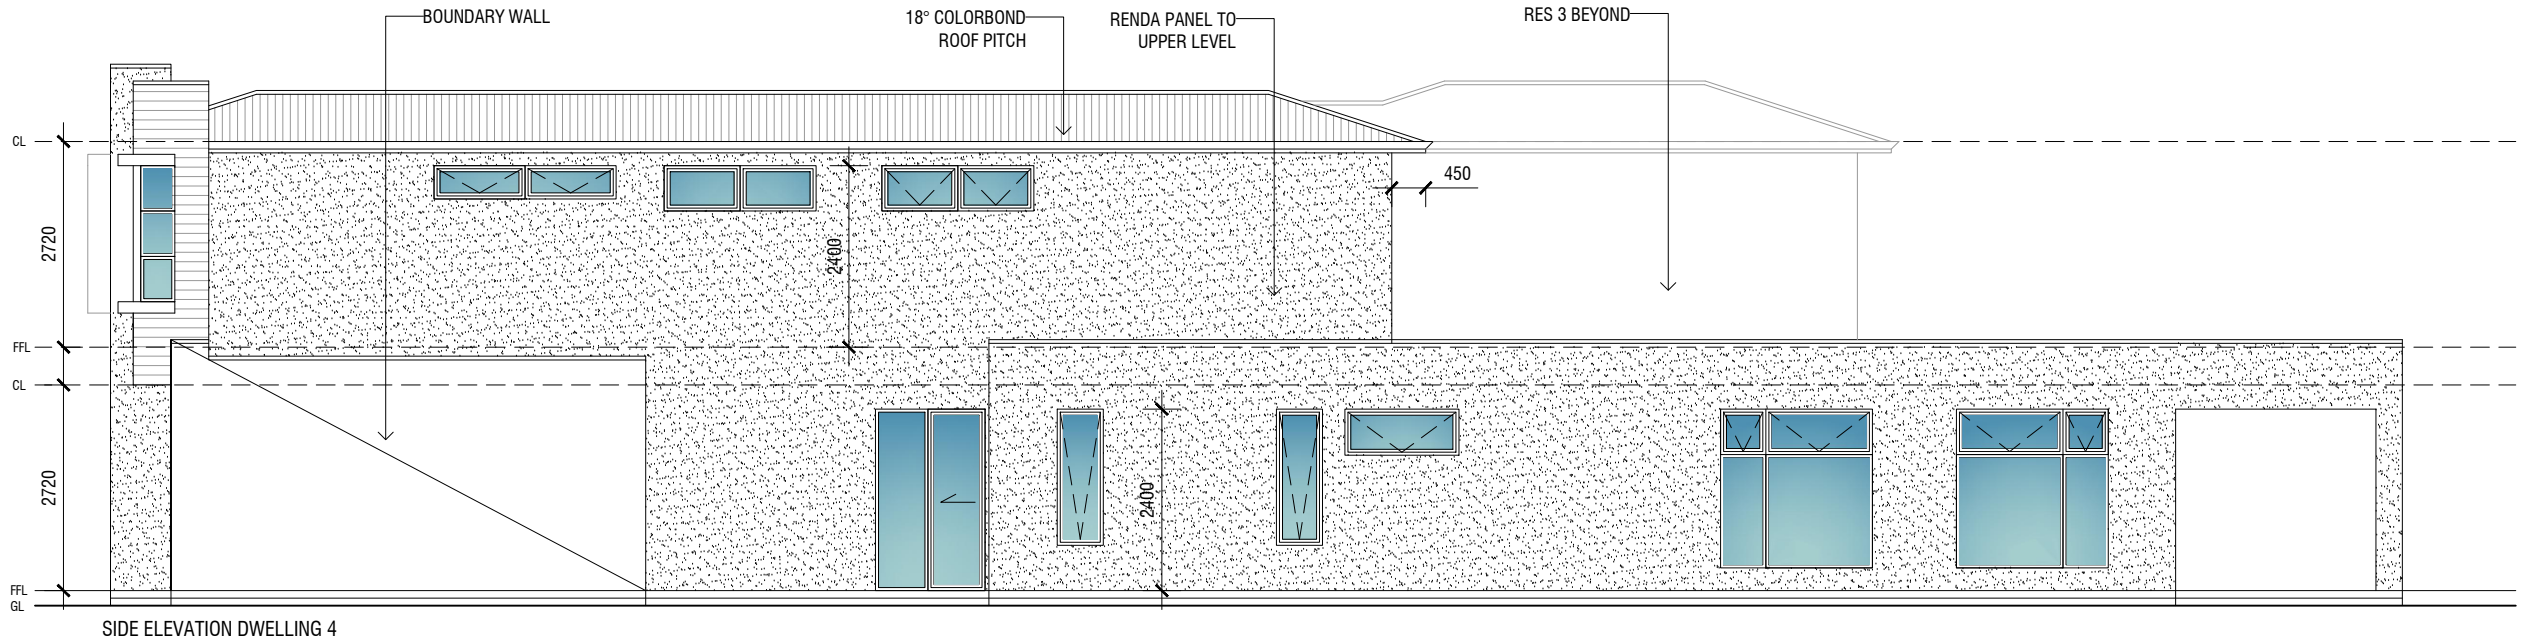 BOUNDARY WALL
18° COLORBOND
ROOF PITCH
RENDA PANEL TO
UPPER LEVEL
RES 3 BEYOND
CL
450
2720
2400
FFL
CL
2720
2400
FFL
GL
SIDE ELEVATION DWELLING 4